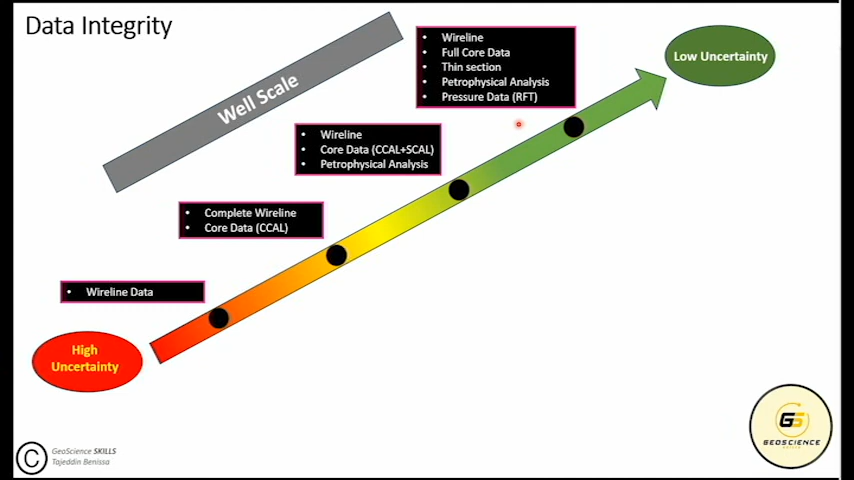 Data Integrity
Well Scale
• Wireline
• Full Core Data
• Thin section
• Petrophysical Analysis
• Pressure Data (RFT)
Low Uncertainty
• Wireline
• Core Data (CCAL+SCAL)
• Petrophysical Analysis
• Complete Wireline
• Core Data (CCAL)
• Wireline Data
High
Uncertainty
© GeoScience SKILLS
Tajeddin Benissa
GS
GEOSCIENCE